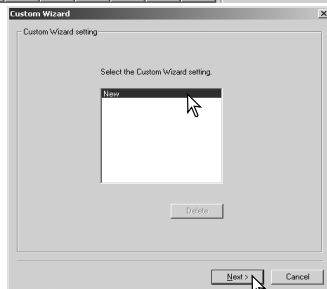 Custom Wizard
Custom Wizard setting
Select the Custom Wizard setting.
New
Delete
Next >
Cancel